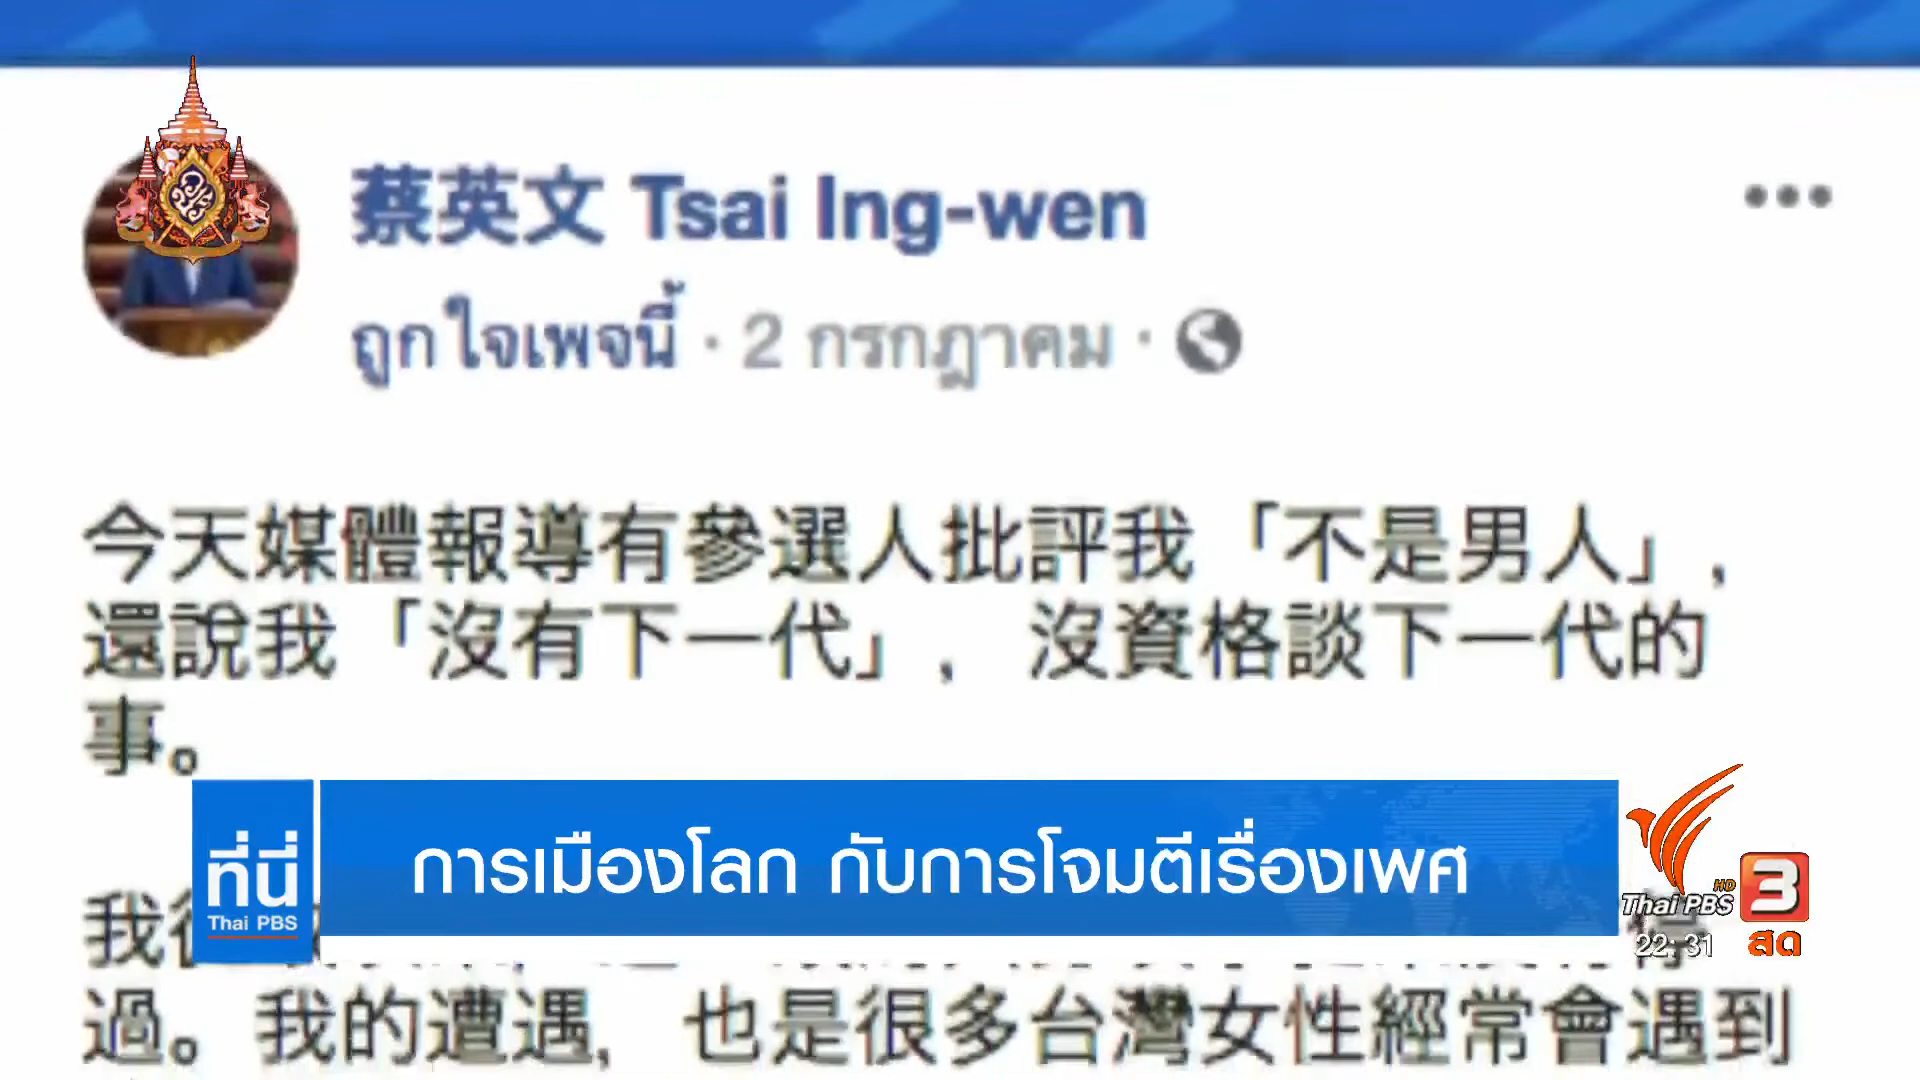 蔡英文 Tsai Ing-wen
ถูกใจเพจนี้ · 2 กรกฎาคม ·
今天媒體報導有參選人批評我「不是男人」,
還說我「沒有下一代」, 沒資格談下一代的
事。
ที่นี่
Thai PBS
การเมืองโลก กับการโจมตีเรื่องเพศ
HD
Thai PBS
3
22:31
สด
我
過。我的遭遇, 也是很多台灣女性經常會遇到